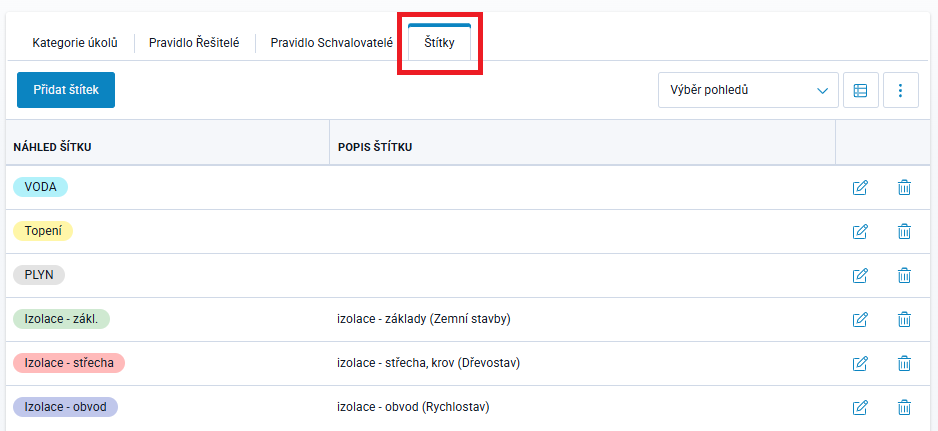 Kategorie úkolů Pravidlo Řešitelé Pravidlo Schvalovatelé Štítky
Přidat štítek Výběr pohledů
NÁHLED ŠÍTKU POPIS ŠTÍTKU
VODA
Topení
PLYN
Izolace - zákl. izolace - základy (Zemní stavby)
Izolace - střecha izolace - střecha, krov (Dřevostav)
Izolace - obvod izolace - obvod (Rychlostav)